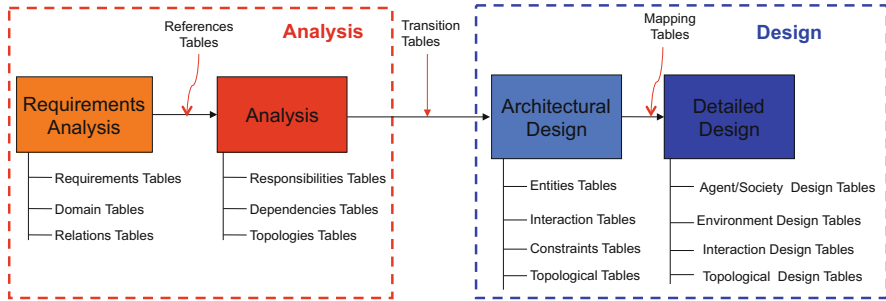 References
Tables
Analysis
Transition
Tables
Mapping
Tables
Design
Requirements
Analysis
Analysis
Architectural
Design
Detailed
Design
Requirements Tables
Domain Tables
Relations Tables
Responsibilities Tables
Dependencies Tables
Topologies Tables
Entities Tables
Interaction Tables
Constraints Tables
Topological Tables
Agent/Society Design Tables
Environment Design Tables
Interaction Design Tables
Topological Design Tables